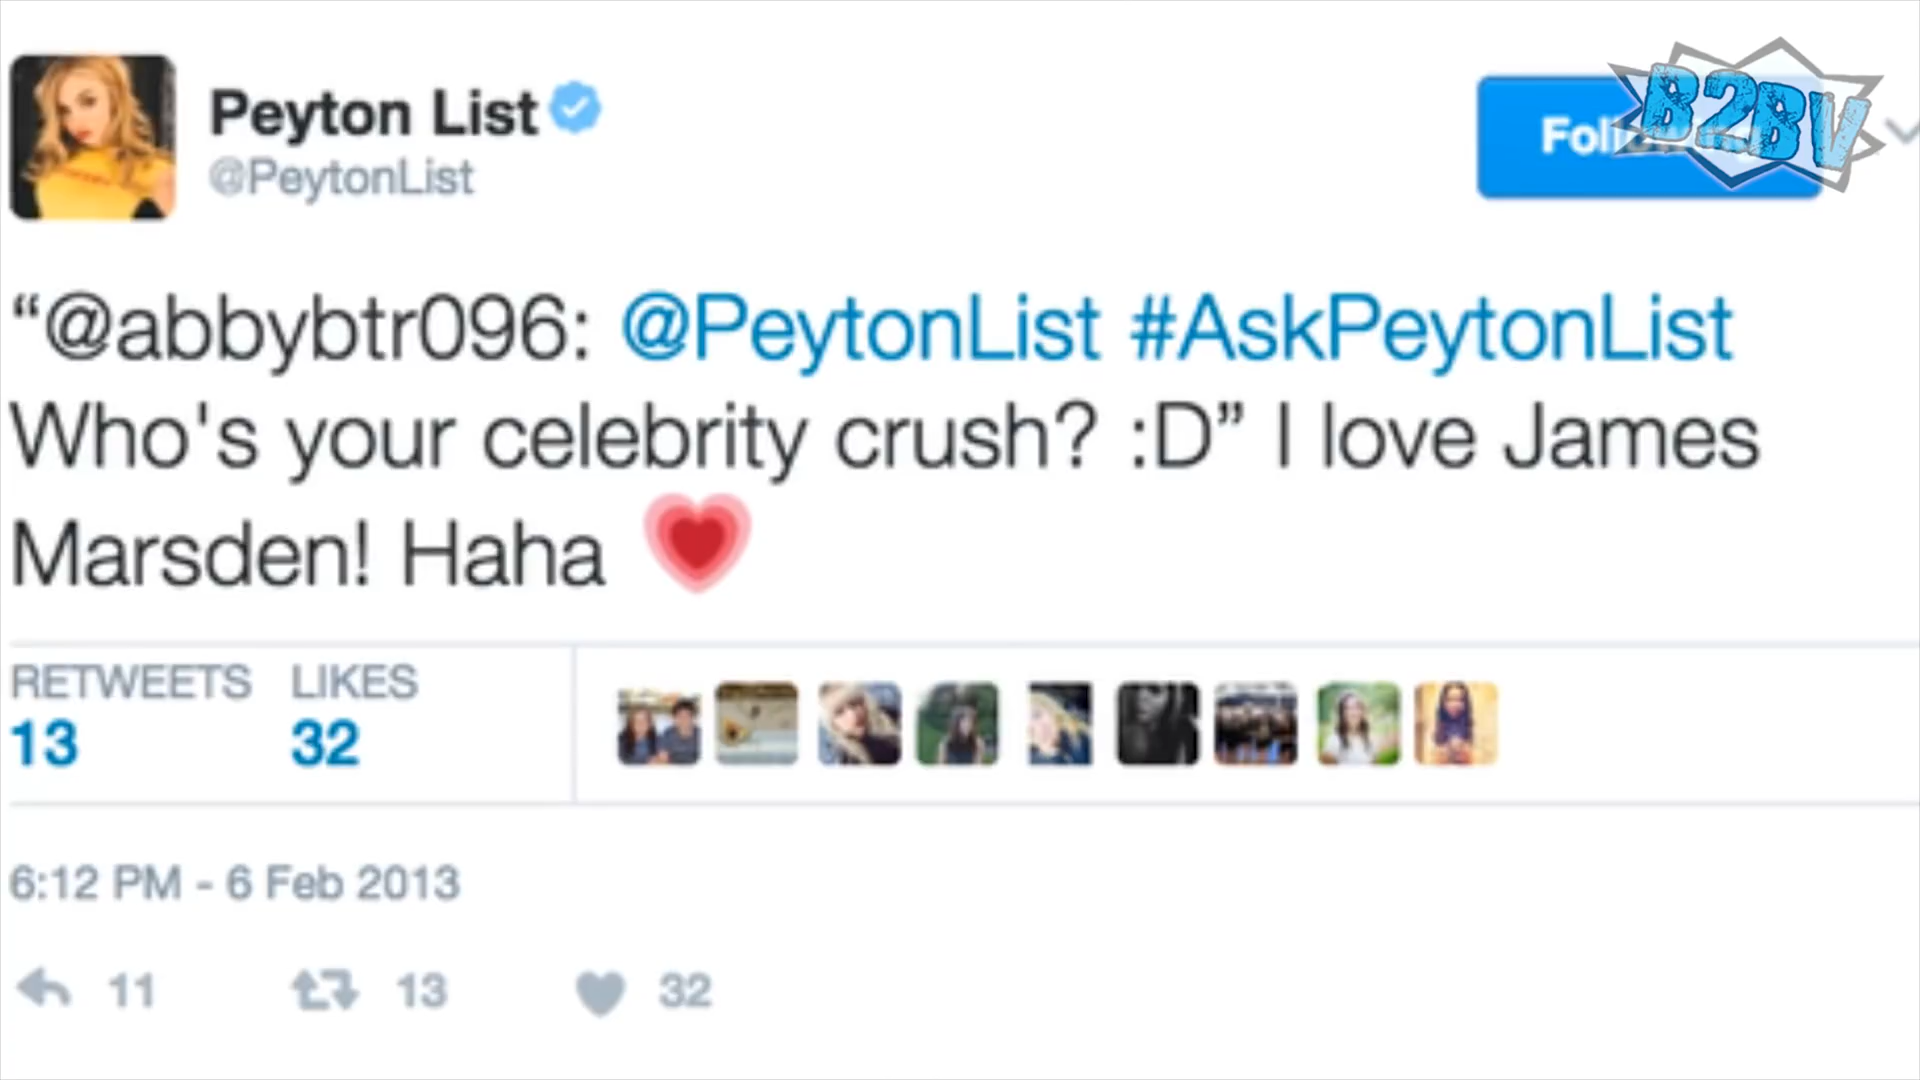 Peyton List
@PeytonList
B2BV
“@abbybtr096: @PeytonList #AskPeytonList
Who's your celebrity crush? :D” I love James
Marsden! Haha
RETWEETS LIKES
13 32
6:12 PM - 6 Feb 2013
11 13 32